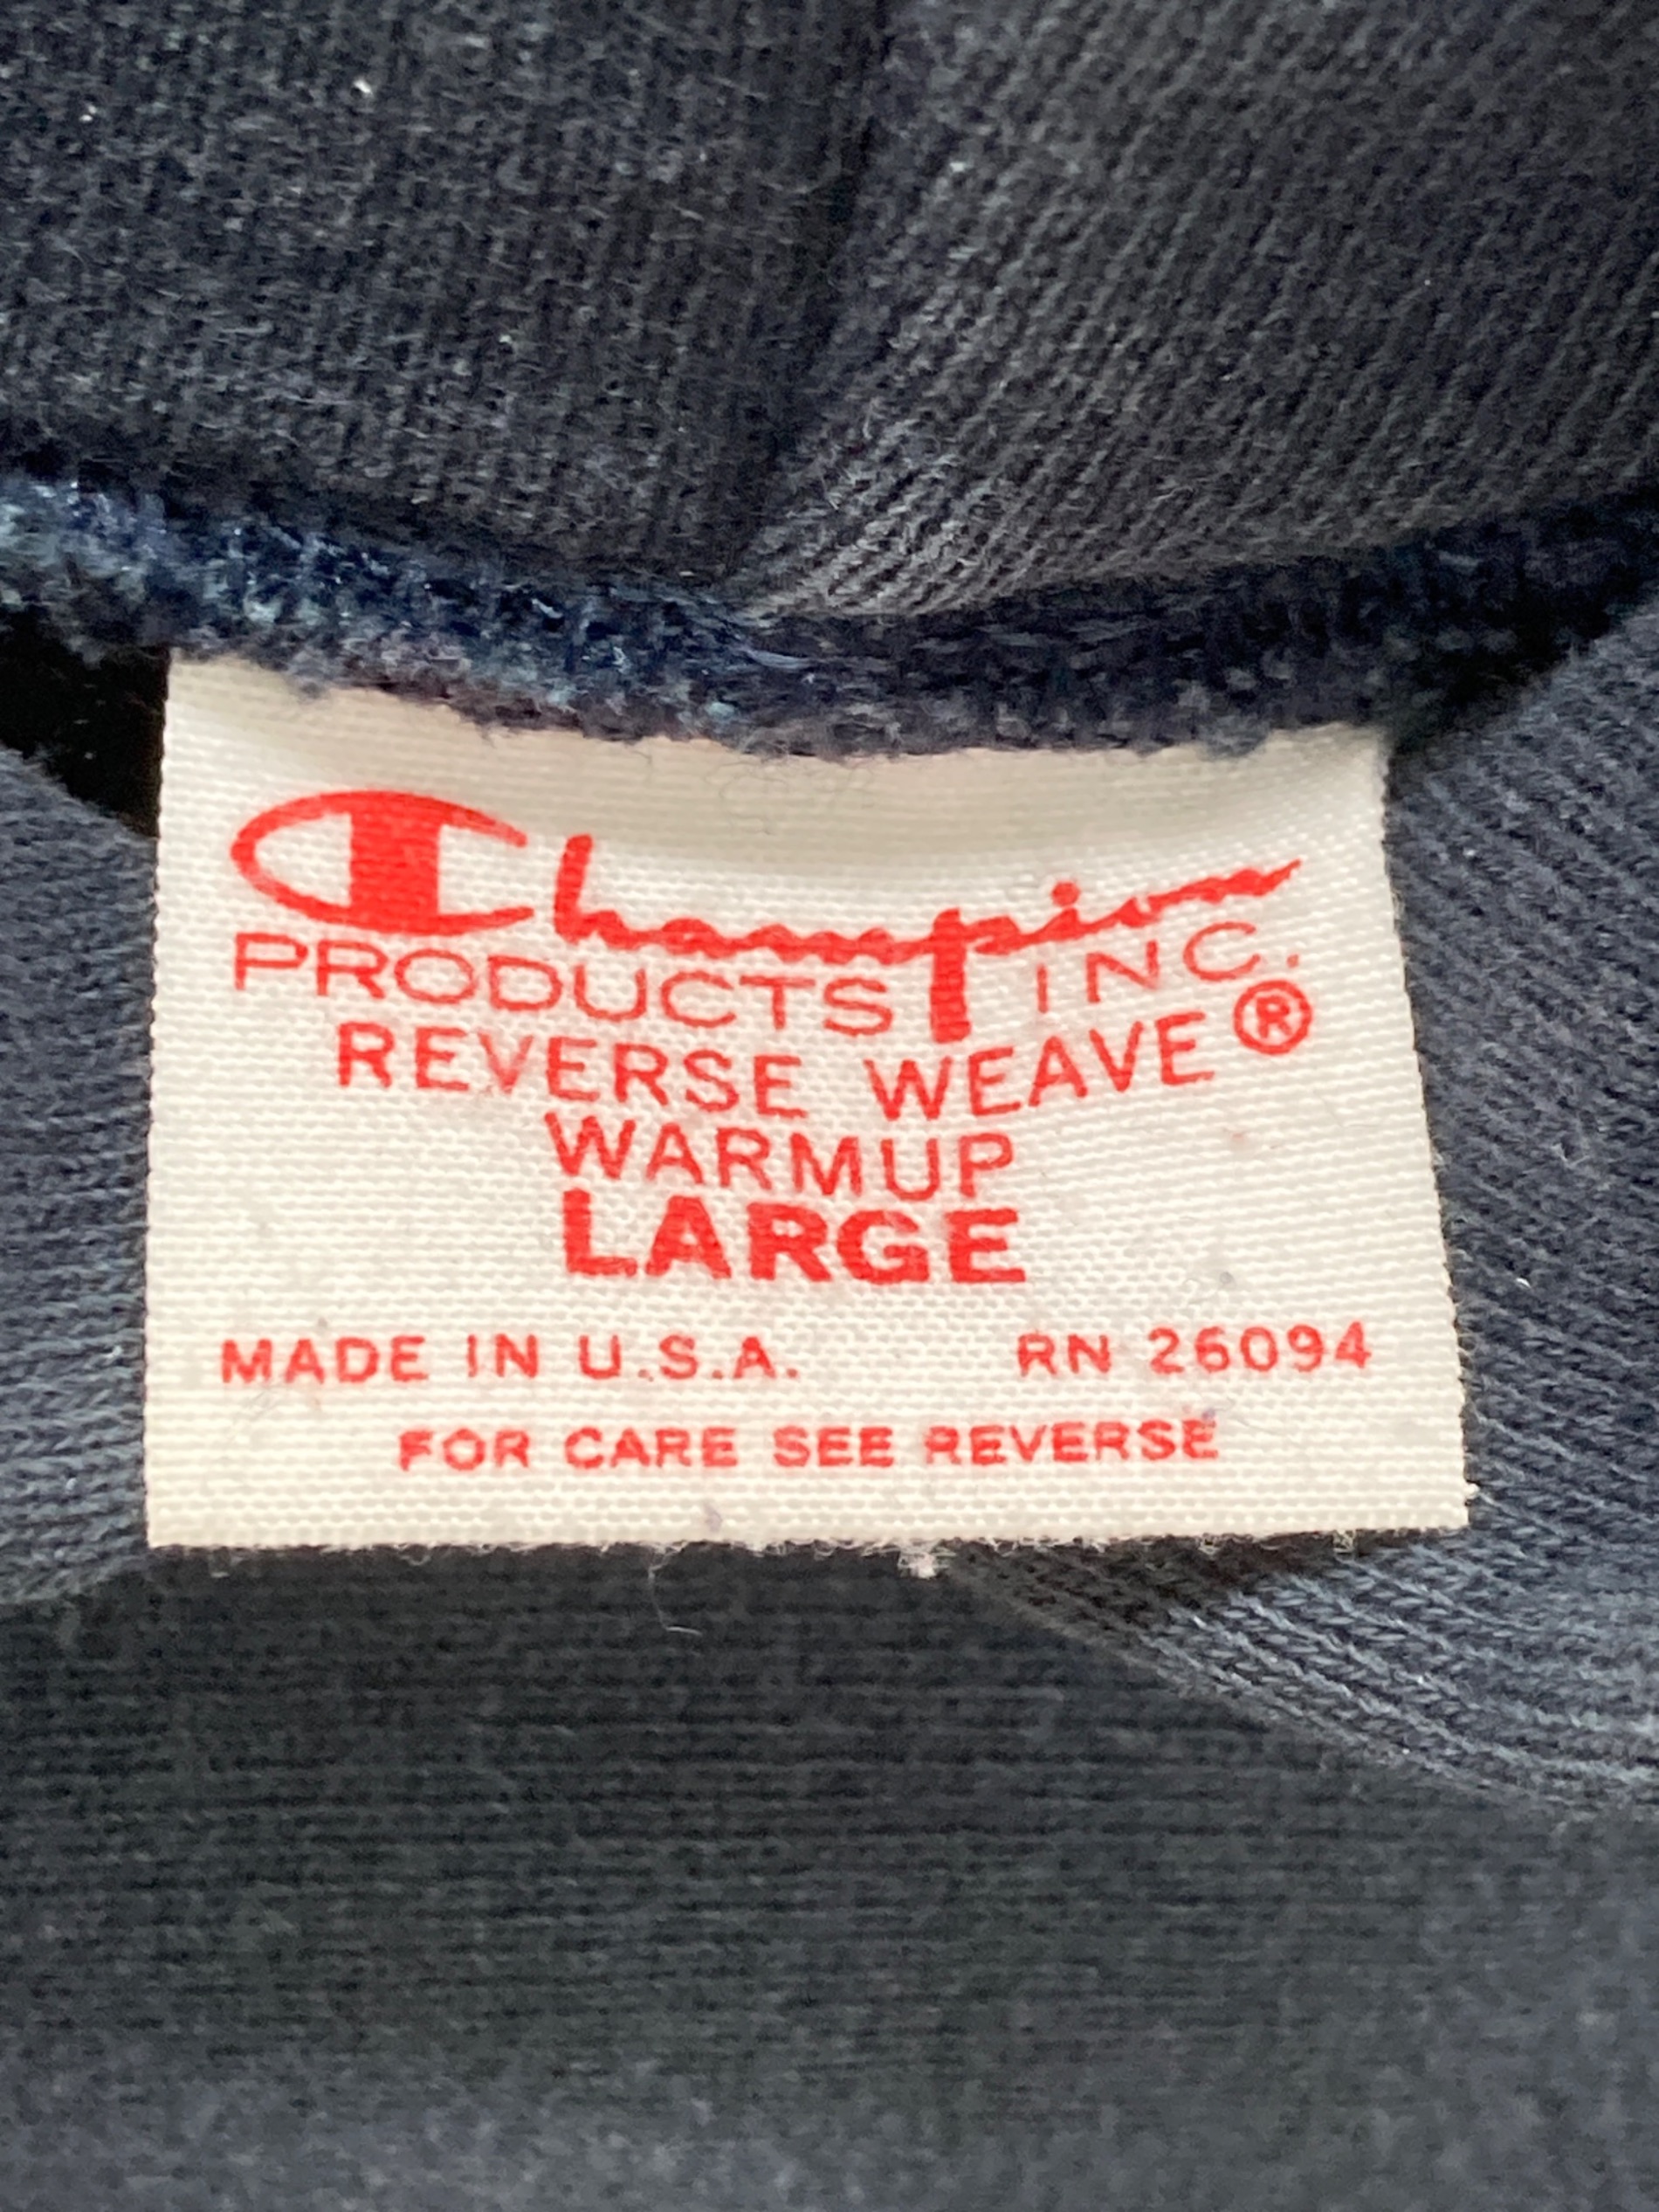 Champion
PRODUCTS INC.
REVERSE WEAVE®
WARMUP
LARGE
MADE IN U.S.A. RN 26094
FOR CARE SEE REVERSE